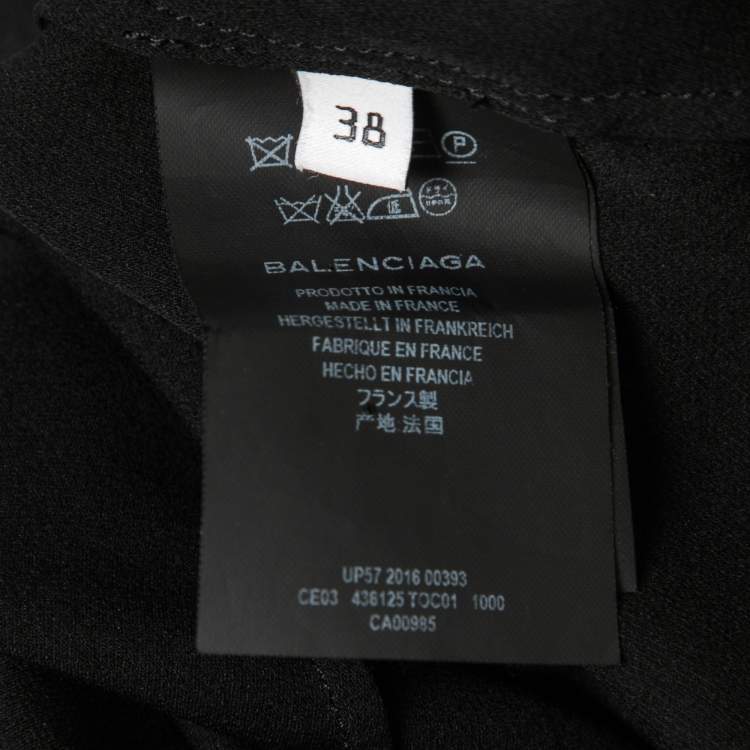 38
P
BALENCIAGA
PRODOTTO IN FRANCIA
MADE IN FRANCE
HERGESTELLT IN FRANKREICH
FABRIQUE EN FRANCE
HECHO EN FRANCIA
フランス製
产地 法国
UP57 2016 00393
CE03 436125 TOC01 1000
CA00985